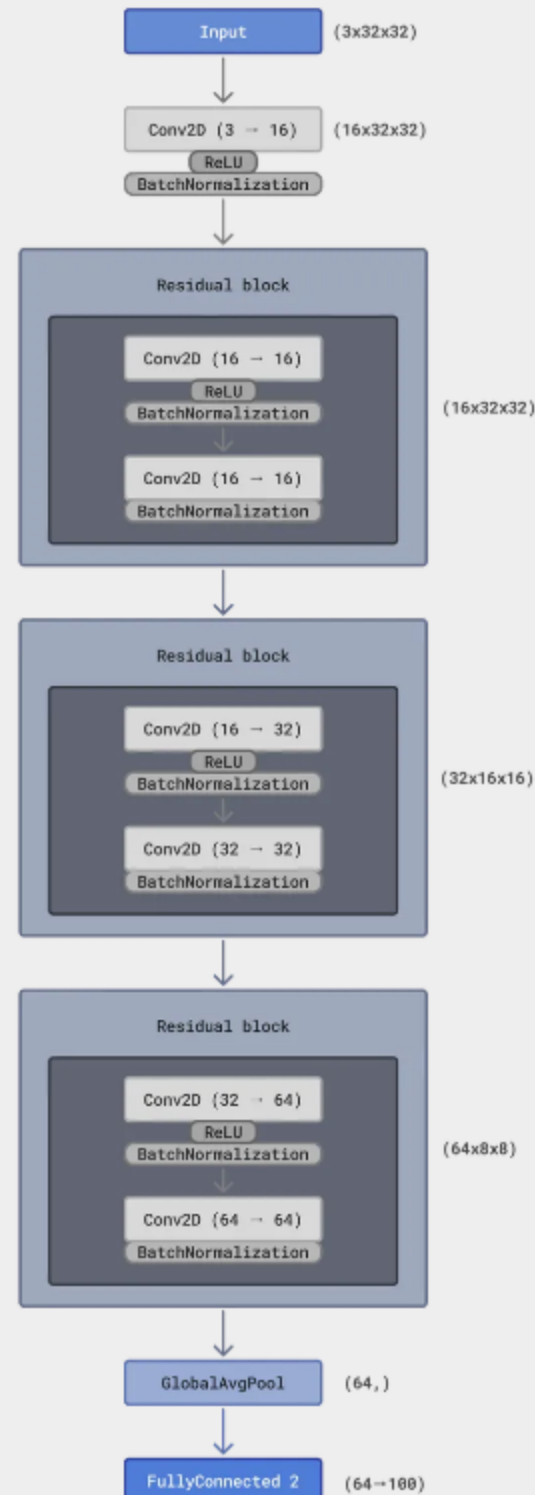 Input (3x32x32)
Conv2D (3 → 16) (16x32x32)
ReLU
BatchNormalization
Residual block
Conv2D (16 → 16)
ReLU
BatchNormalization
(16x32x32)
Conv2D (16 → 16)
BatchNormalization
Residual block
Conv2D (16 → 32)
ReLU
BatchNormalization
(32x16x16)
Conv2D (32 → 32)
BatchNormalization
Residual block
Conv2D (32 → 64)
ReLU
BatchNormalization
(64x8x8)
Conv2D (64 → 64)
BatchNormalization
GlobalAvgPool (64,)
FullyConnected 2 (64→100)